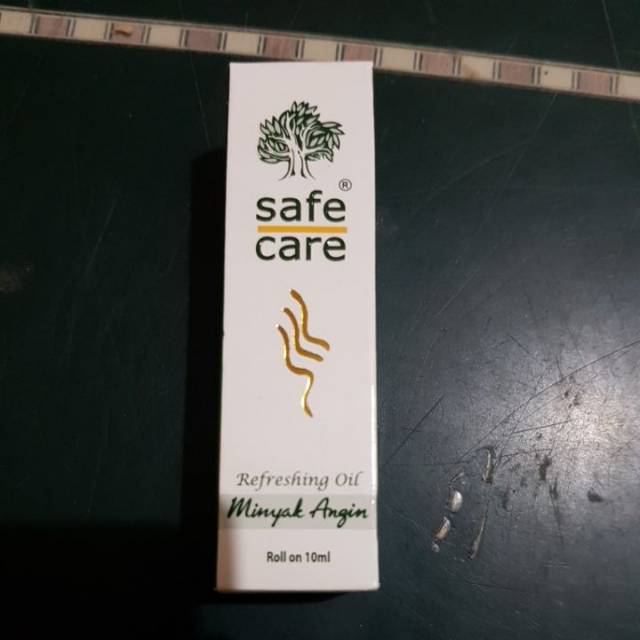 safe®
care
Refreshing Oil
Minyak Angin
Roll on 10ml